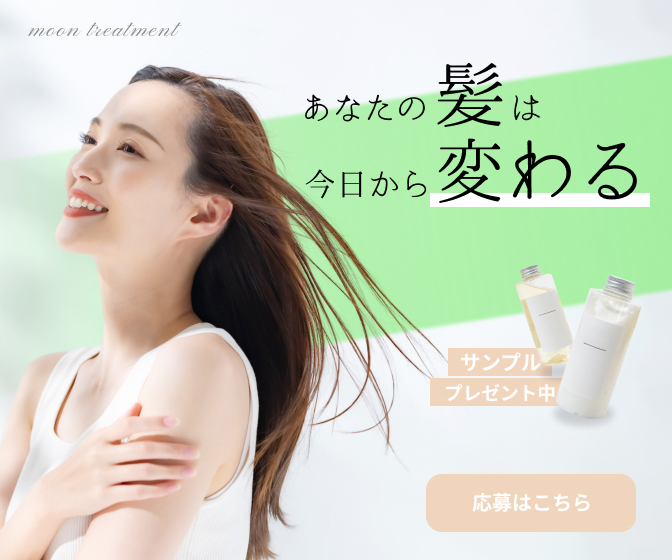 moon treatment
あなたの髪は
今日から変わる
サンプル
プレゼント中
応募はこちら